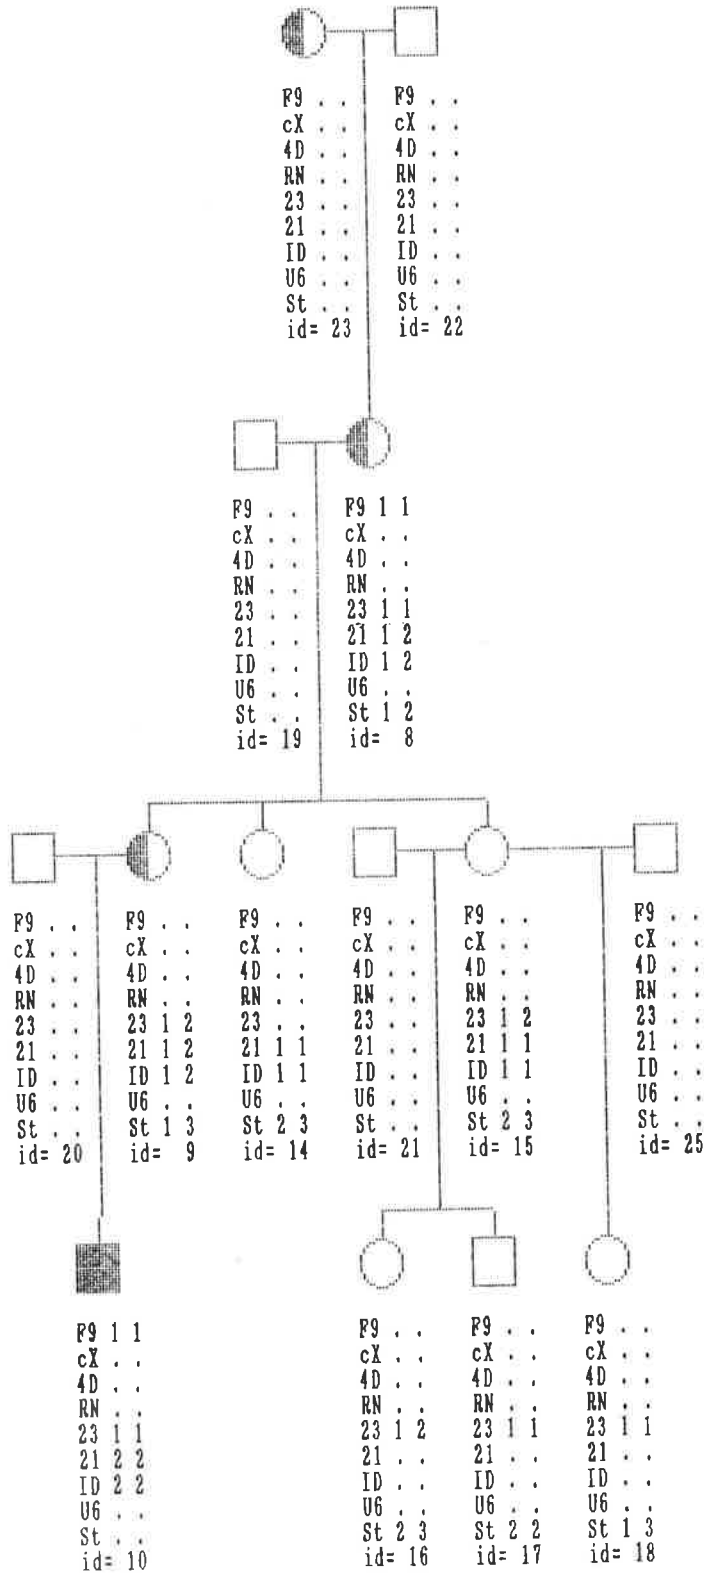 F9 . .
cX . .
4D . .
RN . .
23 . .
21 . .
ID . .
U6 . .
St . .
id= 23
F9 . .
cX . .
4D . .
RN . .
23 . .
21 . .
ID . .
U6 . .
St . .
id= 22
F9 . .
cX . .
4D . .
RN . .
23 . .
21 . .
ID . .
U6 . .
St . .
id= 19
F9 1 1
cX . .
4D . .
RN . .
23 1 1
21 1 2
ID 1 2
U6 . .
St 1 2
id= 8
F9 . .
cX . .
4D . .
RN . .
23 . .
21 . .
ID . .
U6 . .
St . .
id= 20
F9 . .
cX . .
4D . .
RN . .
23 1 2
21 1 2
ID 1 2
U6 . .
St 1 3
id= 9
F9 . .
cX . .
4D . .
RN . .
23 . .
21 1 1
ID 1 1
U6 . .
St 2 3
id= 14
F9 . .
cX . .
4D . .
RN . .
23 . .
21 . .
ID . .
U6 . .
St . .
id= 21
F9 . .
cX . .
4D . .
RN . .
23 1 2
21 1 1
ID 1 1
U6 . .
St 2 3
id= 15
F9 . .
cX . .
4D . .
RN . .
23 . .
21 . .
ID . .
U6 . .
St . .
id= 25
F9 1 1
cX . .
4D . .
RN . .
23 1 1
21 2 2
ID 2 2
U6 . .
St . .
id= 10
F9 . .
cX . .
4D . .
RN . .
23 1 2
21 . .
ID . .
U6 . .
St 2 3
id= 16
F9 . .
cX . .
4D . .
RN . .
23 1 1
21 . .
ID . .
U6 . .
St 2 2
id= 17
F9 . .
cX . .
4D . .
RN . .
23 1 1
21 . .
ID . .
U6 . .
St 1 3
id= 18